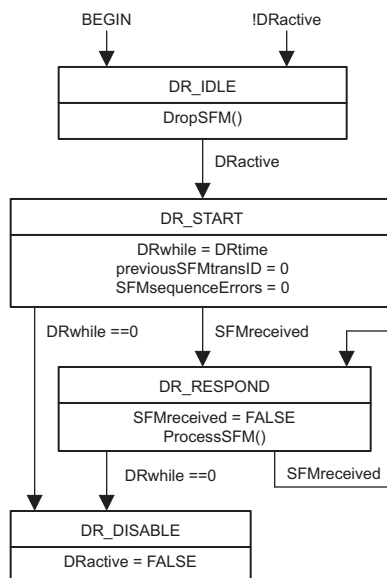 BEGIN
!DRactive
DR_IDLE
DropSFM()
DRactive
DR_START
DRwhile = DRtime
previousSFMtransID = 0
SFMsequenceErrors = 0
DRwhile ==0
SFMreceived
DR_RESPOND
SFMreceived = FALSE
ProcessSFM()
DRwhile ==0
SFMreceived
DR_DISABLE
DRactive = FALSE